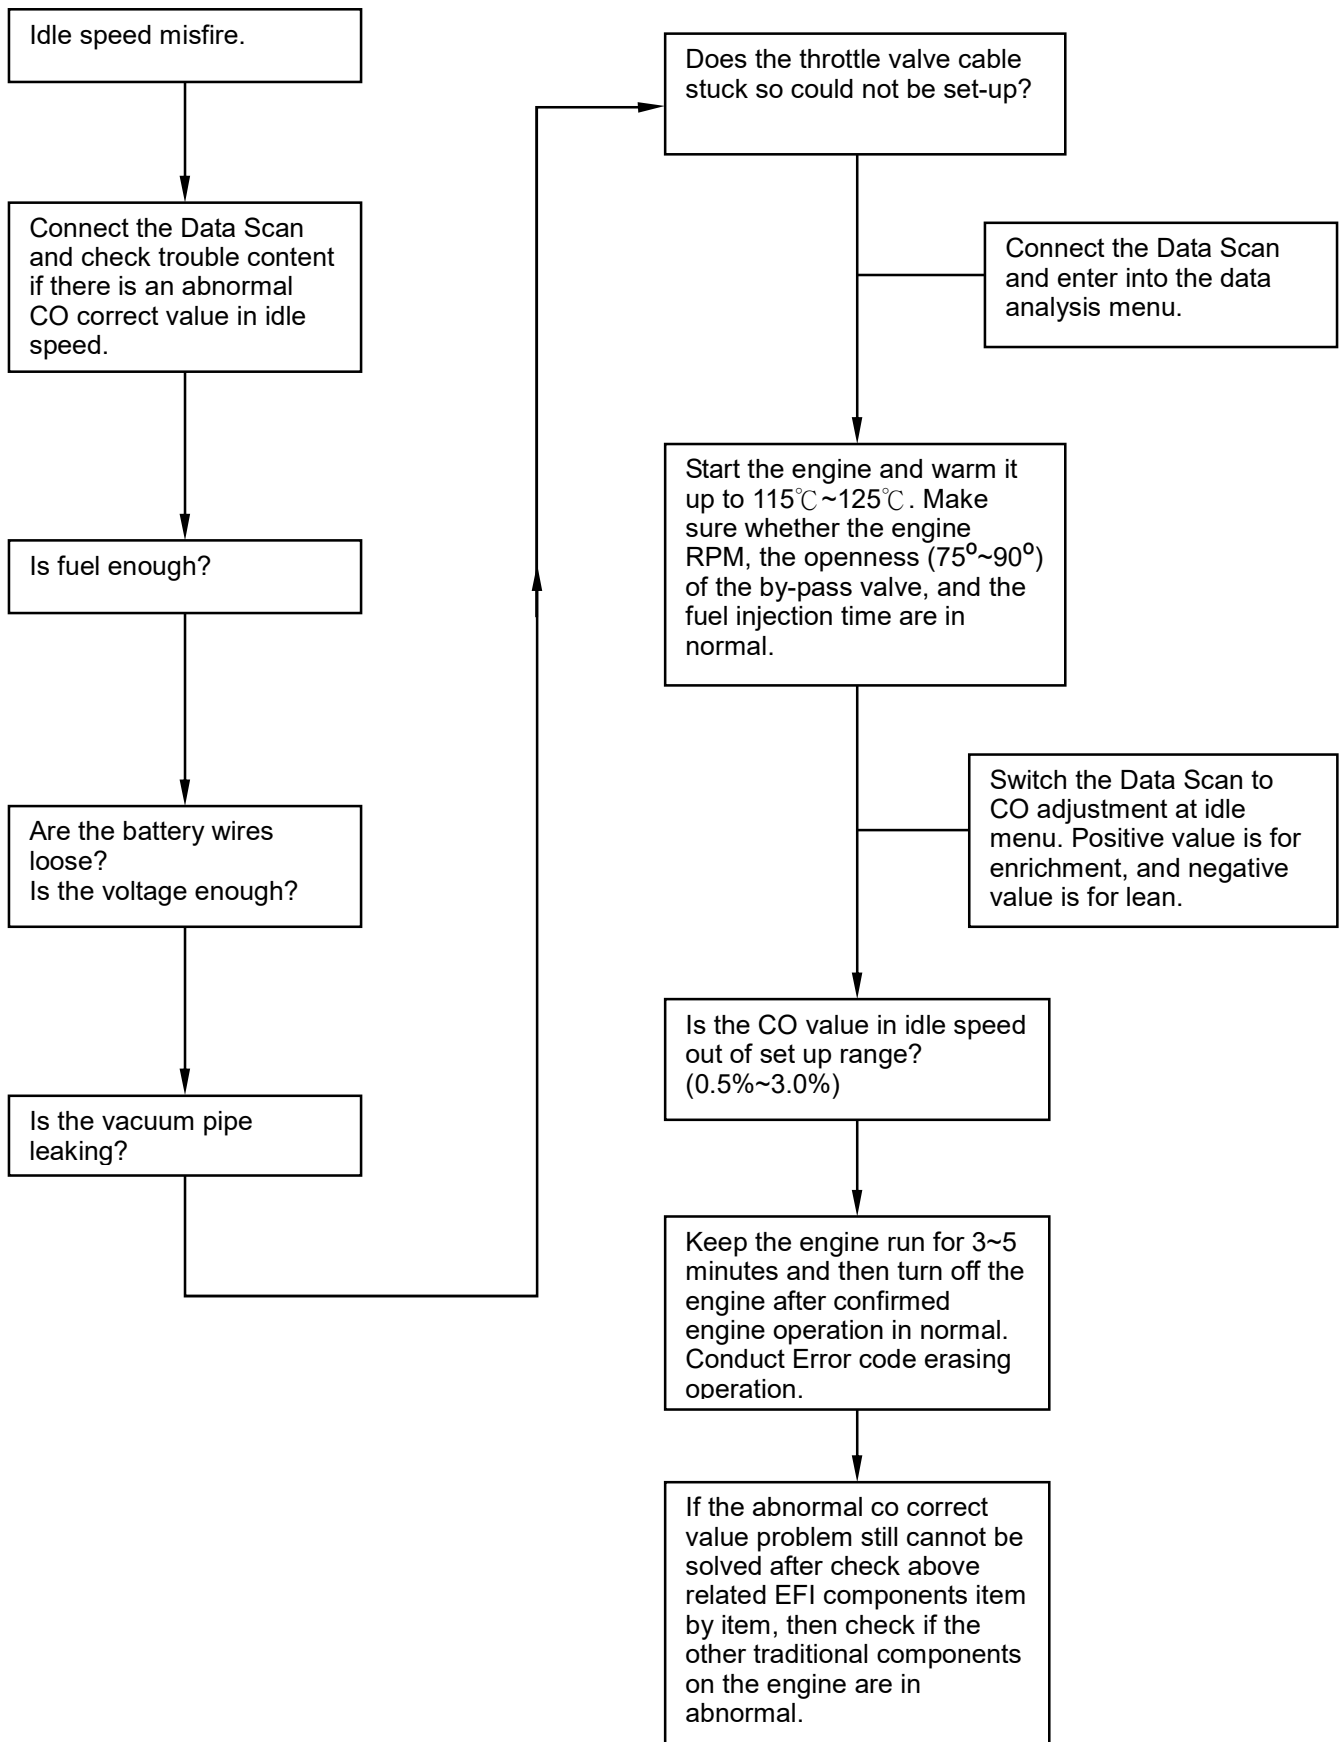 Idle speed misfire.
Connect the Data Scan
and check trouble content
if there is an abnormal
CO correct value in idle
speed.
Is fuel enough?
Are the battery wires
loose?
Is the voltage enough?
Is the vacuum pipe
leaking?
Does the throttle valve cable
stuck so could not be set-up?
Connect the Data Scan
and enter into the data
analysis menu.
Start the engine and warm it
up to 115℃~125℃. Make
sure whether the engine
RPM, the openness (75º~90º)
of the by-pass valve, and the
fuel injection time are in
normal.
Switch the Data Scan to
CO adjustment at idle
menu. Positive value is for
enrichment, and negative
value is for lean.
Is the CO value in idle speed
out of set up range?
(0.5%~3.0%)
Keep the engine run for 3~5
minutes and then turn off the
engine after confirmed
engine operation in normal.
Conduct Error code erasing
operation.
If the abnormal co correct
value problem still cannot be
solved after check above
related EFI components item
by item, then check if the
other traditional components
on the engine are in
abnormal.